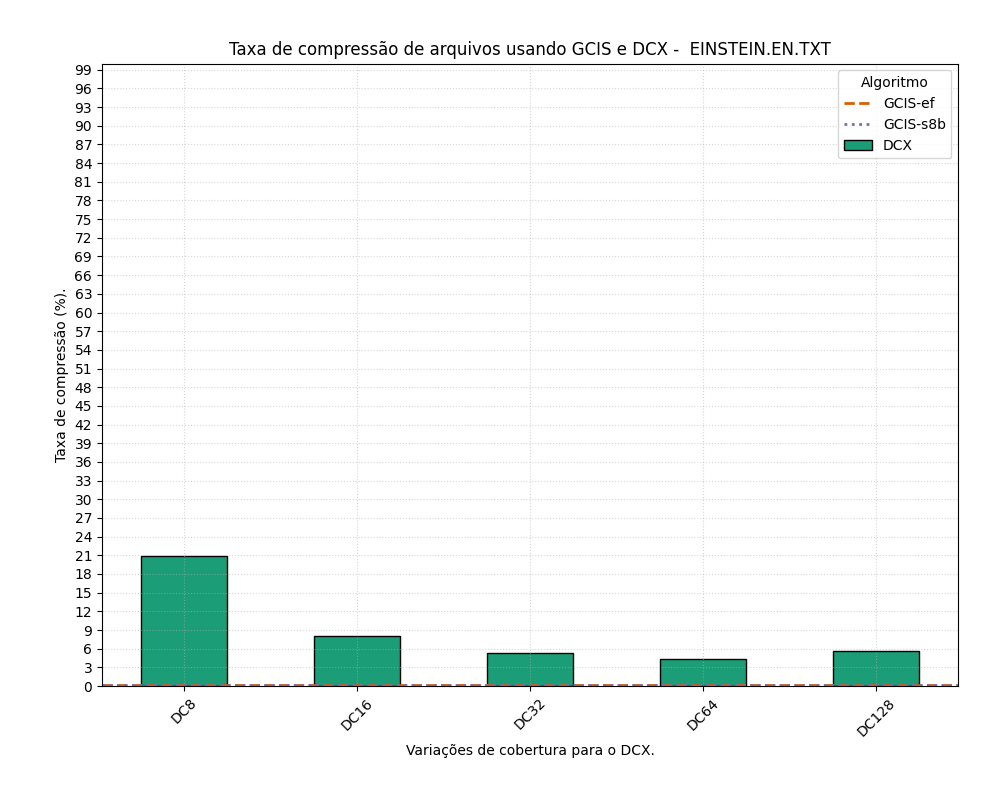 Taxa de compressão de arquivos usando GCIS e DCX -  EINSTEIN.EN.TXT
Algoritmo
GCIS-ef
GCIS-s8b
DCX
Taxa de compressão (%).
99
96
93
90
87
84
81
78
75
72
69
66
63
60
57
54
51
48
45
42
39
36
33
30
27
24
21
18
15
12
9
6
3
0
DC8
DC16
DC32
DC64
DC128
Variações de cobertura para o DCX.